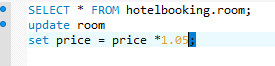 SELECT * FROM hotelbooking.room;
update room
set price = price *1.05;